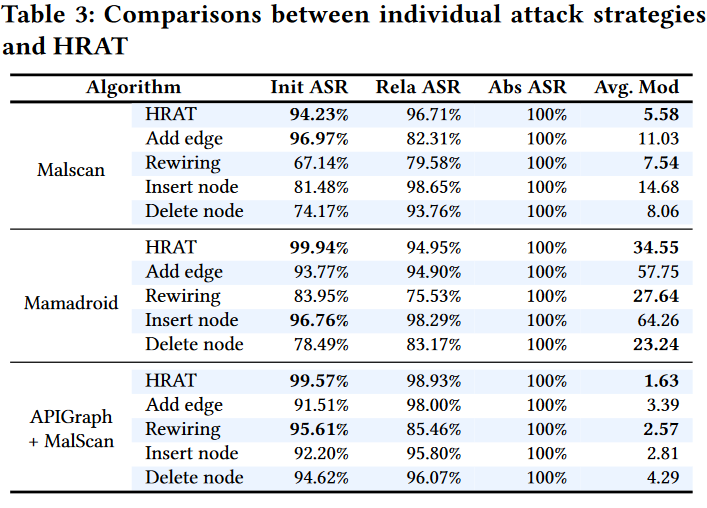 Table 3: Comparisons between individual attack strategies
and HRAT
Algorithm Init ASR Rela ASR Abs ASR Avg. Mod
Malscan
HRAT 94.23% 96.71% 100% 5.58
Add edge 96.97% 82.31% 100% 11.03
Rewiring 67.14% 79.58% 100% 7.54
Insert node 81.48% 98.65% 100% 14.68
Delete node 74.17% 93.76% 100% 8.06
Mamadroid
HRAT 99.94% 94.95% 100% 34.55
Add edge 93.77% 94.90% 100% 57.75
Rewiring 83.95% 75.53% 100% 27.64
Insert node 96.76% 98.29% 100% 64.26
Delete node 78.49% 83.17% 100% 23.24
APIGraph
+ MalScan
HRAT 99.57% 98.93% 100% 1.63
Add edge 91.51% 98.00% 100% 3.39
Rewiring 95.61% 85.46% 100% 2.57
Insert node 92.20% 95.80% 100% 2.81
Delete node 94.62% 96.07% 100% 4.29